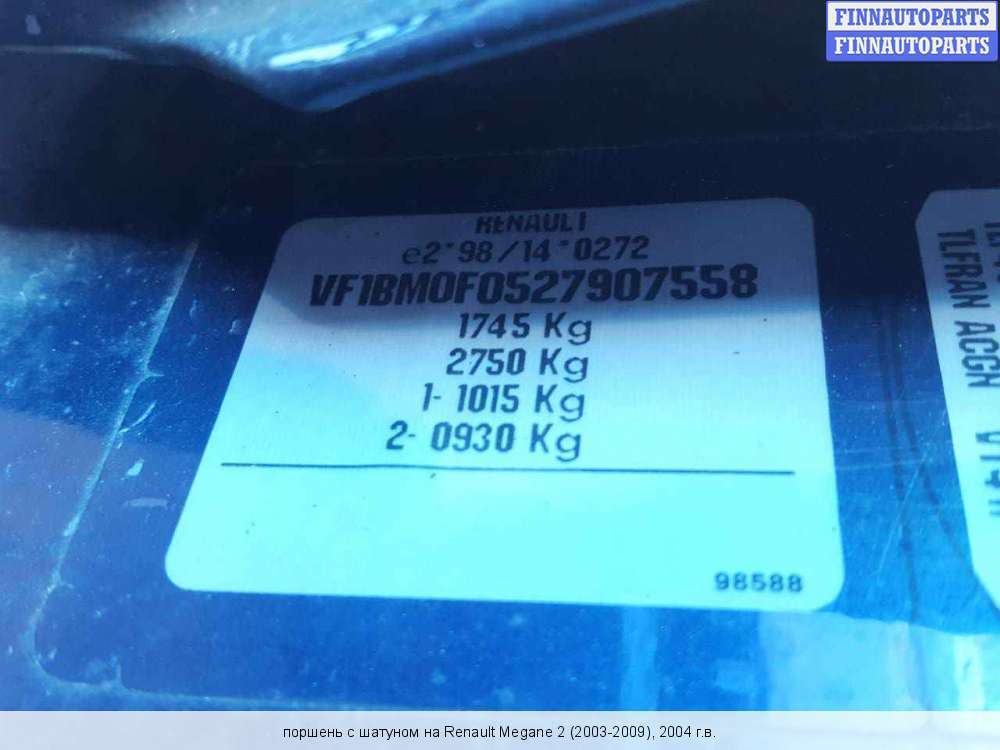 FINNAUTOPARTS
FINNAUTOPARTS
RENAULT
e2*98/14*0272
VF1BM0F0527907558
1745 Kg
2750 Kg
1- 1015 Kg
2- 0930 Kg
98588
TLFRAN ACCH
поршень с шатуном на Renault Megane 2 (2003-2009), 2004 г.в.